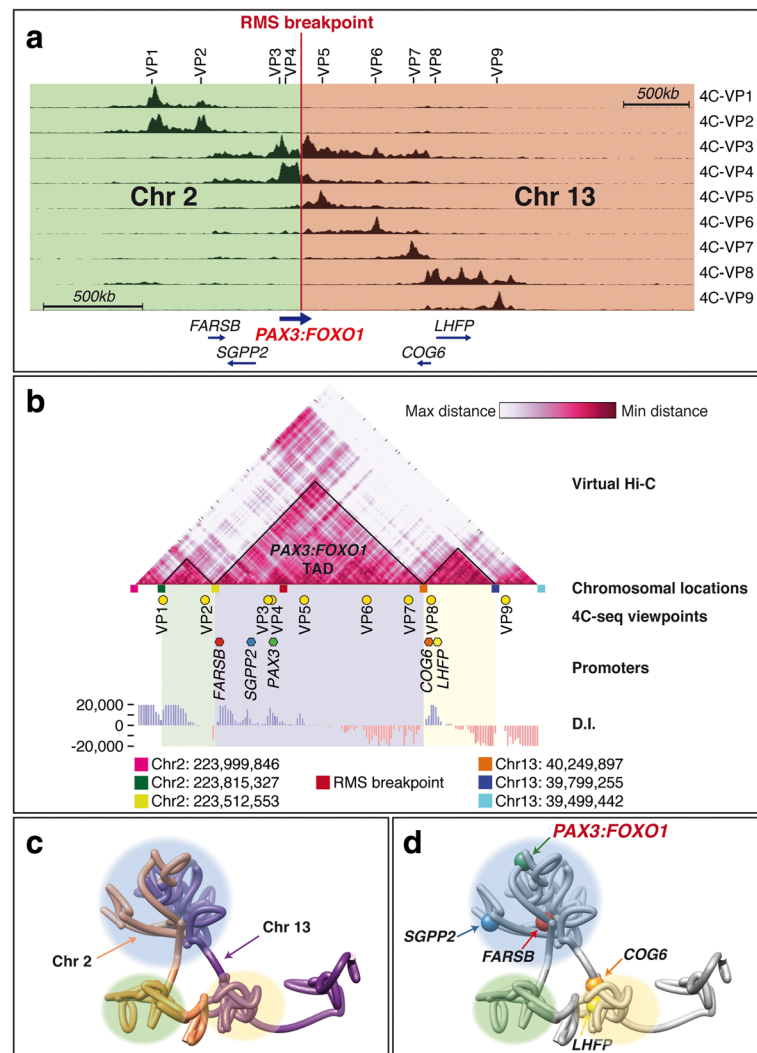 a
RMS breakpoint
VP1 VP2 VP3 VP4 VP5 VP6 VP7 VP8 VP9
500kb
4C-VP1
4C-VP2
4C-VP3
4C-VP4
Chr 2 Chr 13
4C-VP5
4C-VP6
4C-VP7
4C-VP8
500kb
4C-VP9
FARSB PAX3:FOXO1 LHFP
SGPP2 COG6
b
Max distance Min distance
Virtual Hi-C
PAX3:FOXO1
TAD
Chromosomal locations
4C-seq viewpoints
VP1 VP2 VP3 VP4 VP5 VP6 VP7 VP8 VP9
Promoters
FARSB SGPP2 PAX3 COG6 LHFP
20,000
0
-20,000
D.I.
Chr2: 223,999,846
Chr2: 223,815,327
Chr2: 223,512,553
RMS breakpoint
Chr13: 40,249,897
Chr13: 39,799,255
Chr13: 39,499,442
c
Chr 13
Chr 2
d
PAX3:FOXO1
SGPP2
FARSB
COG6
LHFP